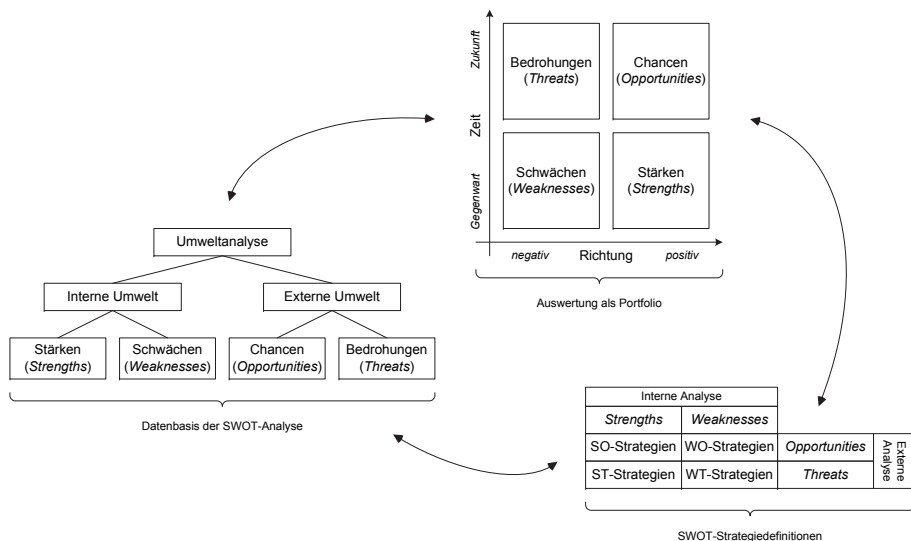 Zukunft
Zeit
Gegenwart
Bedrohungen
(Threats)
Chancen
(Opportunities)
Schwächen
(Weaknesses)
Stärken
(Strengths)
negativ
Richtung
positiv
Auswertung als Portfolio
Umweltanalyse
Interne Umwelt
Externe Umwelt
Stärken
(Strengths)
Schwächen
(Weaknesses)
Chancen
(Opportunities)
Bedrohungen
(Threats)
Datenbasis der SWOT-Analyse
Interne Analyse
Strengths
Weaknesses
SO-Strategien
WO-Strategien
Opportunities
ST-Strategien
WT-Strategien
Threats
Externe
Analyse
SWOT-Strategiedefinitionen